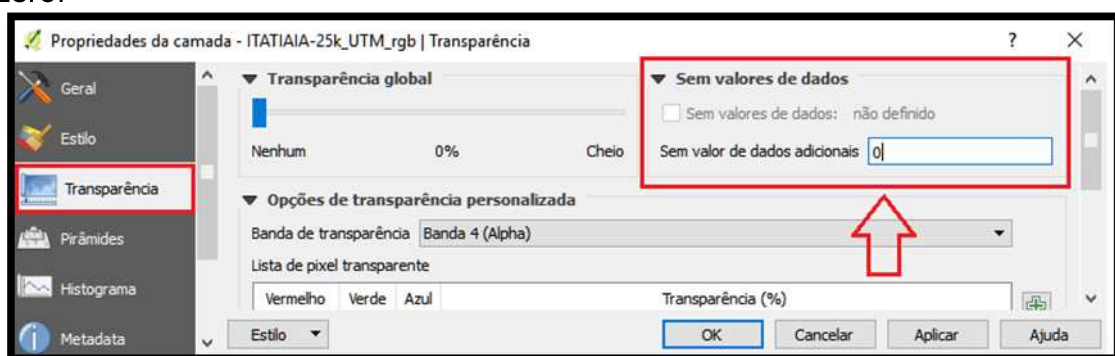 zero.
Propriedades da camada - ITATIAIA-25k_UTM_rgb | Transparência ? ×
Geral
Estilo
Transparência
Pirâmides
Histograma
Metadata
Transparência global
Nenhum 0% Cheio
Sem valores de dados
Sem valores de dados: não definido
Sem valor de dados adicionais 0
Opções de transparência personalizada
Banda de transparência Banda 4 (Alpha)
Lista de pixel transparente
Vermelho Verde Azul Transparência (%)
Estilo OK Cancelar Aplicar Ajuda